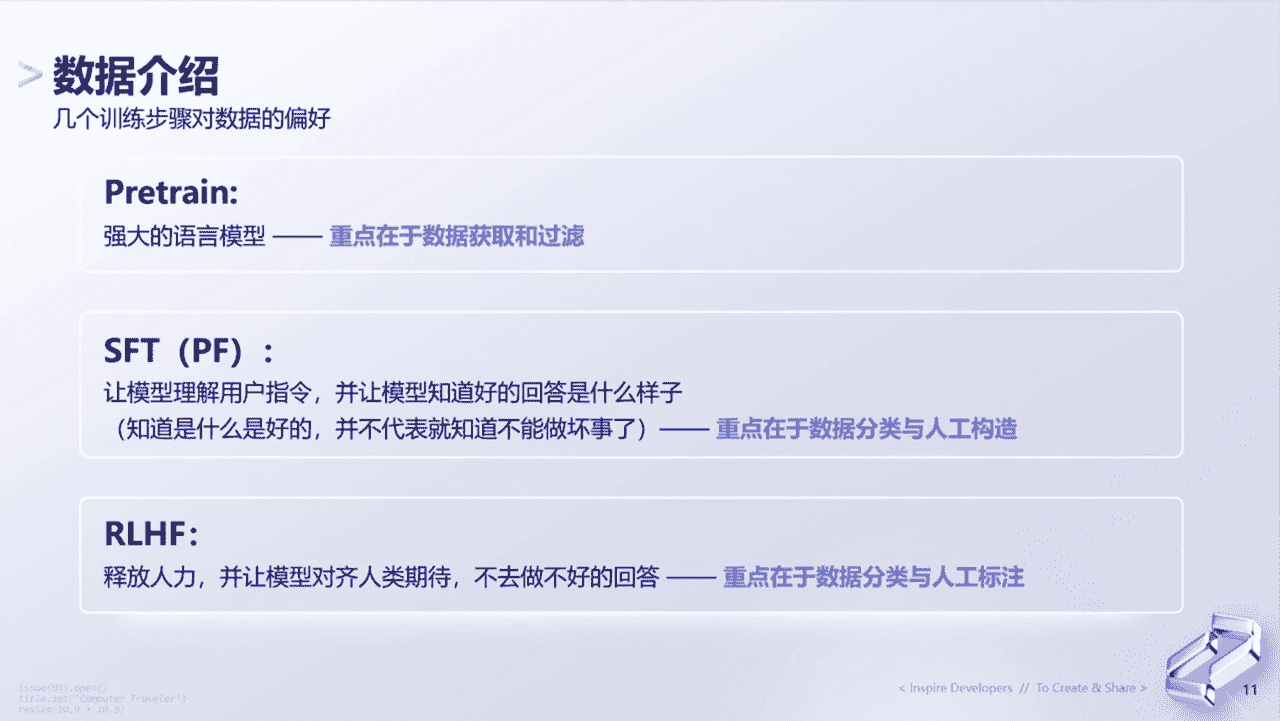 > 数据介绍
几个训练步骤对数据的偏好
Pretrain:
强大的语言模型 —— 重点在于数据获取和过滤
SFT（PF）：
让模型理解用户指令，并让模型知道好的回答是什么样子
（知道是什么是好的，并不代表就知道不能做坏事了）—— 重点在于数据分类与人工构造
RLHF：
释放人力，并让模型对齐人类期待，不去做不好的回答 —— 重点在于数据分类与人工标注
issue(03).open()
title.set('Computer Traveler')
< Inspire Developers // To Create & Share >
11